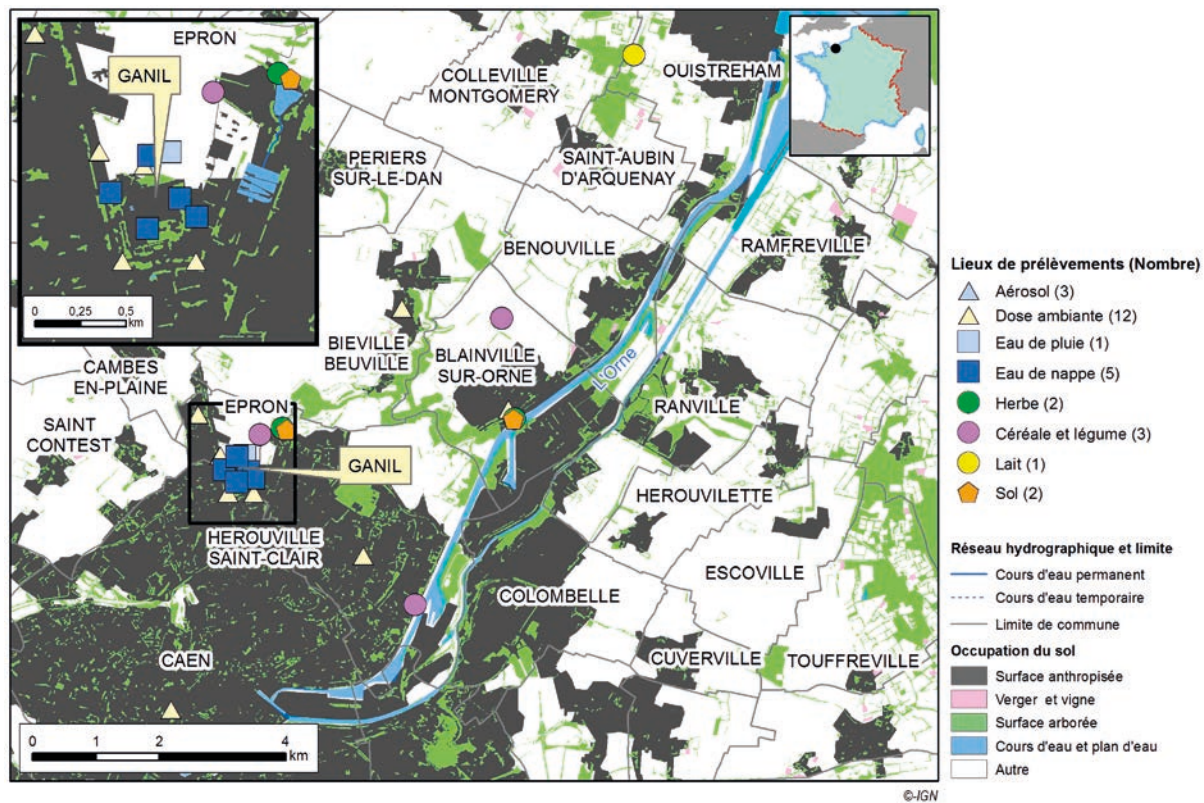 EPRON
GANIL
0 0,25 0,5
km
COLLEVILLE
MONTGOMERY
OUISTREHAM
PERIERS
SUR-LE-DAN
SAINT-AUBIN
D'ARQUENAY
BENOUVILLE
RAMFREVILLE
BIEVILLE
BEUVILLE
BLAINVILLE
SUR-ORNE
L'Orne
CAMBES
EN-PLAINE
EPRON
SAINT
CONTEST
RANVILLE
GANIL
HEROUVILLE
SAINT-CLAIR
HEROUVILETTE
ESCOVILLE
COLOMBELLE
CAEN
CUVERVILLE
TOUFFREVILLE
0 1 2 4
km
Lieux de prélèvements (Nombre)
Aérosol (3)
Dose ambiante (12)
Eau de pluie (1)
Eau de nappe (5)
Herbe (2)
Céréale et légume (3)
Lait (1)
Sol (2)
Réseau hydrographique et limite
Cours d'eau permanent
Cours d'eau temporaire
Limite de commune
Occupation du sol
Surface anthropisée
Verger et vigne
Surface arborée
Cours d'eau et plan d'eau
Autre
©-IGN